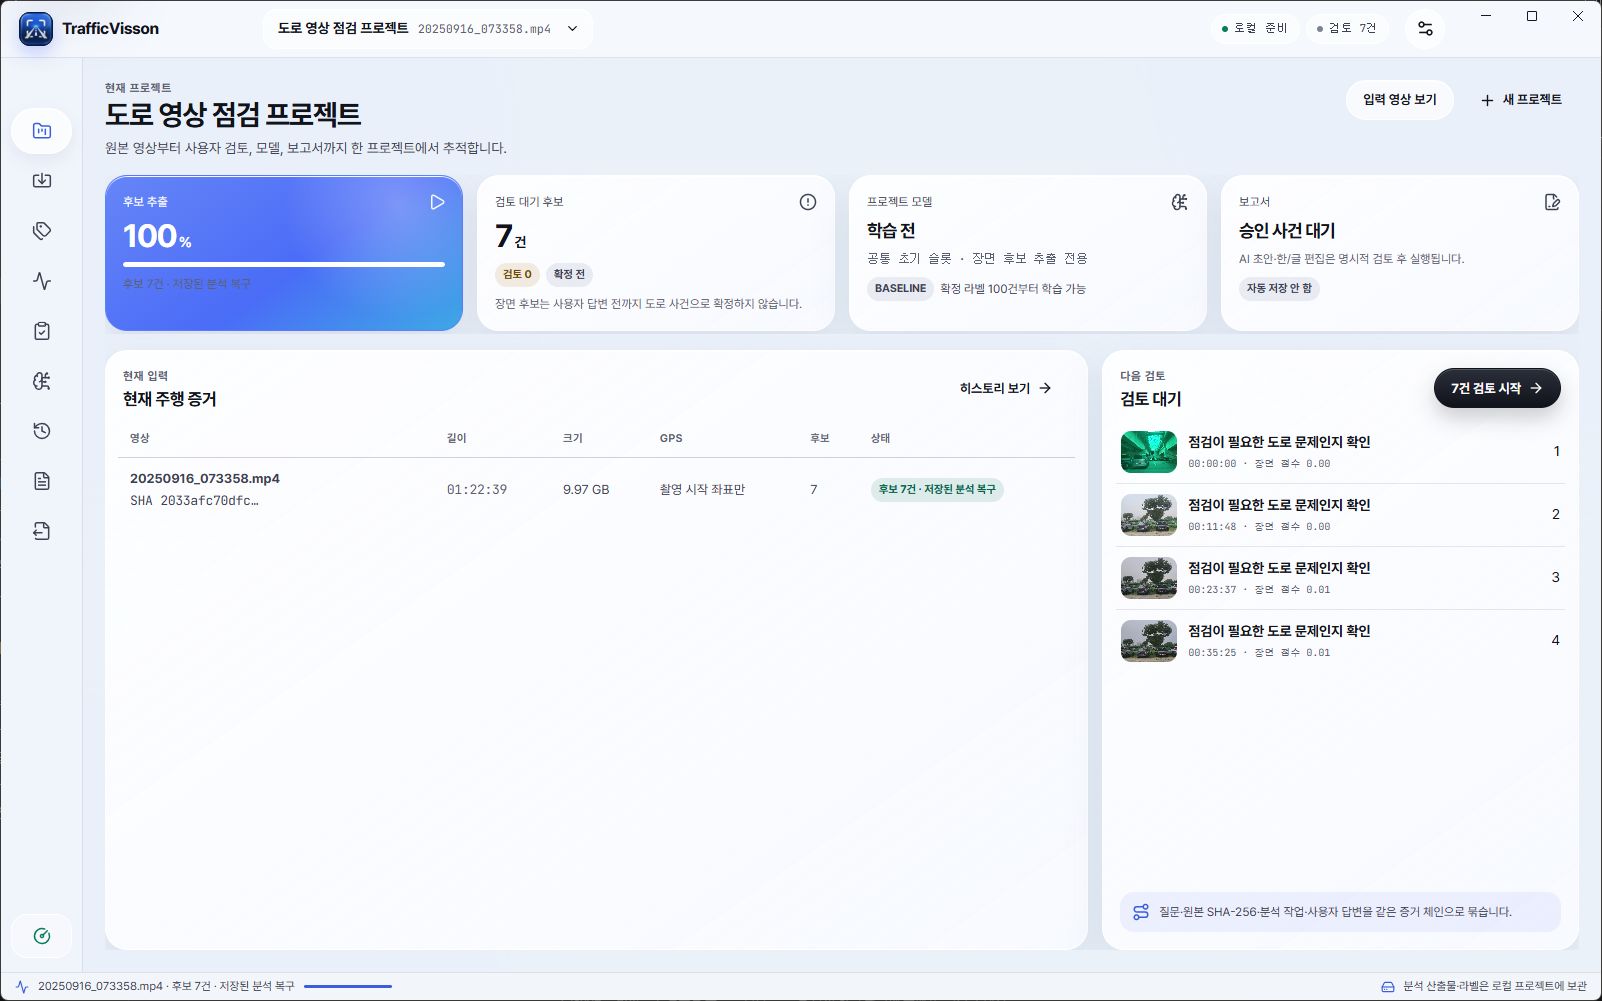 TrafficVisson
도로 영상 점검 프로젝트 20250916_073358.mp4
로컬 준비
검토 7건
현재 프로젝트
도로 영상 점검 프로젝트
원본 영상부터 사용자 검토, 모델, 보고서까지 한 프로젝트에서 추적합니다.
입력 영상 보기
새 프로젝트
후보 추출
100%
후보 7건 · 저장된 분석 복구
검토 대기 후보
7건
검토 0 확정 전
장면 후보는 사용자 답변 전까지 도로 사건으로 확정하지 않습니다.
프로젝트 모델
학습 전
공통 초기 슬롯 · 장면 후보 추출 전용
BASELINE 확정 라벨 100건부터 학습 가능
보고서
승인 사건 대기
AI 초안·한/글 편집은 명시적 검토 후 실행됩니다.
자동 저장 안 함
현재 입력
현재 주행 증거
히스토리 보기
영상 길이 크기 GPS 후보 상태
20250916_073358.mp4
SHA 2033afc70dfc…
01:22:39 9.97 GB 촬영 시작 좌표만 7 후보 7건 · 저장된 분석 복구
다음 검토
검토 대기
7건 검토 시작
점검이 필요한 도로 문제인지 확인
00:00:00 · 장면 점수 0.00
1
점검이 필요한 도로 문제인지 확인
00:11:48 · 장면 점수 0.00
2
점검이 필요한 도로 문제인지 확인
00:23:37 · 장면 점수 0.01
3
점검이 필요한 도로 문제인지 확인
00:35:25 · 장면 점수 0.01
4
질문·원본 SHA-256·분석 작업·사용자 답변을 같은 증거 체인으로 묶습니다.
20250916_073358.mp4 · 후보 7건 · 저장된 분석 복구
분석 산출물·라벨은 로컬 프로젝트에 보관